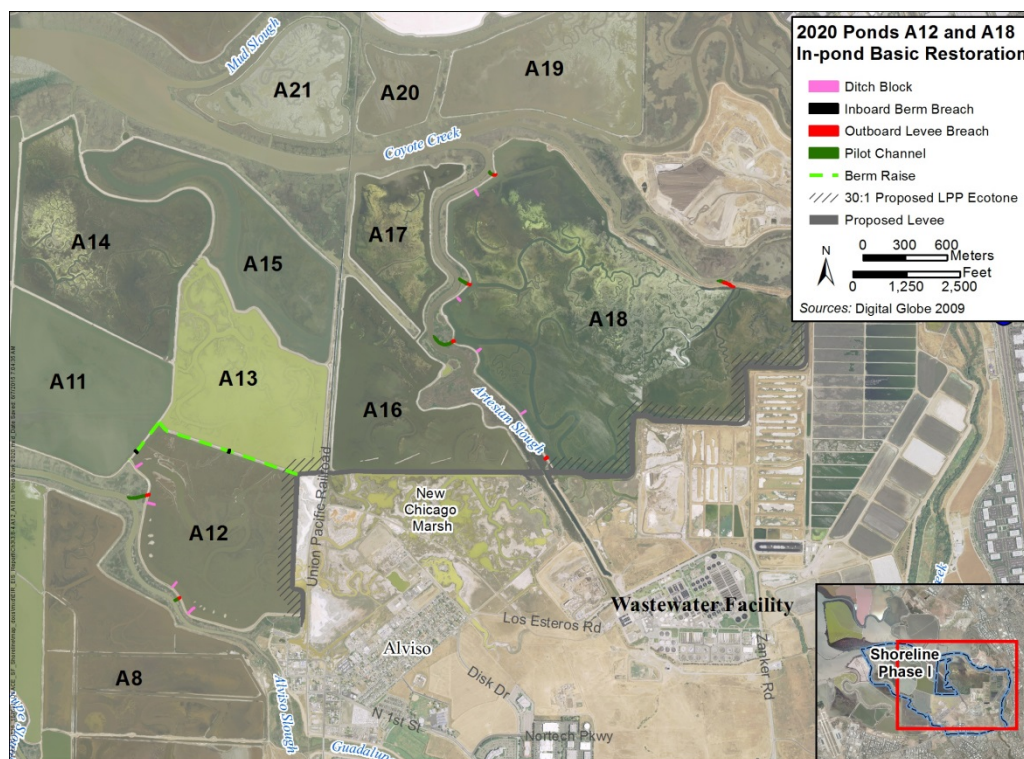 2020 Ponds A12 and A18
In-pond Basic Restoration
Ditch Block
Inboard Berm Breach
Outboard Levee Breach
Pilot Channel
Berm Raise
30:1 Proposed LPP Ecotone
Proposed Levee
N
0 300 600
Meters
Feet
0 1,250 2,500
Sources: Digital Globe 2009
Mud Slough
A21
A20
A19
Coyote Creek
A14
A15
A17
A18
A11
A13
A16
Artesian Slough
A12
Union Pacific Railroad
New
Chicago
Marsh
Wastewater Facility
Los Esteros Rd
Zanker Rd
Alviso
Disk Dr
N 1st St
Nortech Pkwy
A8
Alviso Slough
Guadalup
Shoreline
Phase I